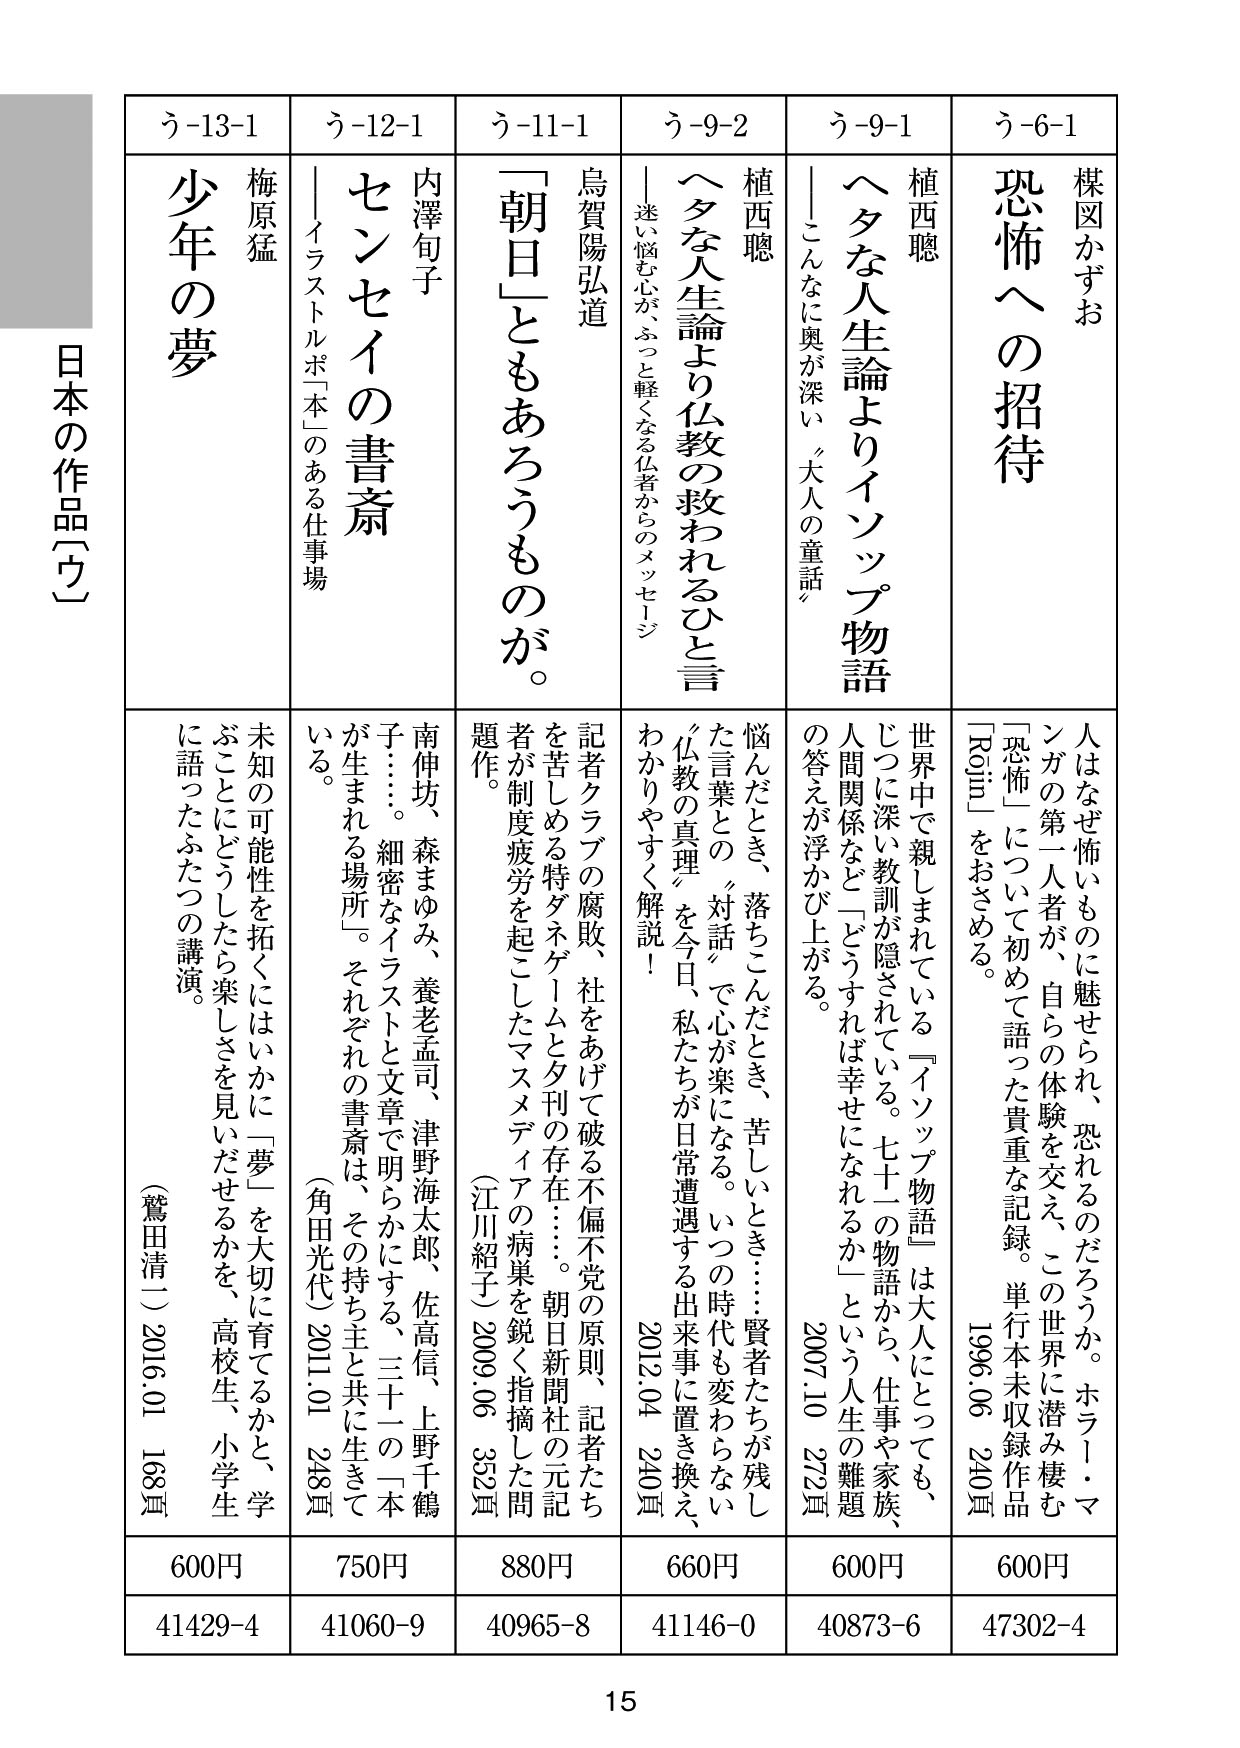 日本の作品〔ウ〕
う-6-1
楳図かずお
恐怖への招待
人はなぜ怖いものに魅せられ、恐れるのだろうか。ホラー・マ
ンガの第一人者が、自らの体験を交え、この世界に潜み棲む
「恐怖」について初めて語った貴重な記録。単行本未収録作品
「Rōjin」をおさめる。
1996.06 240頁
600円
47302-4
う-9-1
植西聰
ヘタな人生論よりイソップ物語
――こんなに奥が深い〝大人の童話〟
世界中で親しまれている『イソップ物語』は大人にとっても、
じつに深い教訓が隠されている。七十一の物語から、仕事や家族、
人間関係など「どうすれば幸せになれるか」という人生の難題
の答えが浮かび上がる。
2007.10 272頁
600円
40873-6
う-9-2
植西聰
ヘタな人生論より仏教の救われるひと言
――迷い悩む心が、ふっと軽くなる仏者からのメッセージ
悩んだとき、落ちこんだとき、苦しいとき……賢者たちが残し
た言葉との〝対話〟で心が楽になる。いつの時代も変わらない
〝仏教の真理〟を今日、私たちが日常遭遇する出来事に置き換え、
わかりやすく解説！
2012.04 240頁
660円
41146-0
う-11-1
烏賀陽弘道
「朝日」ともあろうものが。
記者クラブの腐敗、社をあげて破る不偏不党の原則、記者たち
を苦しめる特ダネゲームと夕刊の存在……。朝日新聞社の元記
者が制度疲労を起こしたマスメディアの病巣を鋭く指摘した問
題作。
（江川紹子）2009.06 352頁
880円
40965-8
う-12-1
内澤旬子
センセイの書斎
――イラストルポ「本」のある仕事場
南伸坊、森まゆみ、養老孟司、津野海太郎、佐高信、上野千鶴
子……。細密なイラストと文章で明らかにする、三十一の「本
が生まれる場所」。それぞれの書斎は、その持ち主と共に生きて
いる。
（角田光代）2011.01 248頁
750円
41060-9
う-13-1
梅原猛
少年の夢
未知の可能性を拓くにはいかに「夢」を大切に育てるかと、学
ぶことにどうしたら楽しさを見いだせるかを、高校生、小学生
に語ったふたつの講演。
（鷲田清一）2016.01 168頁
600円
41429-4
15